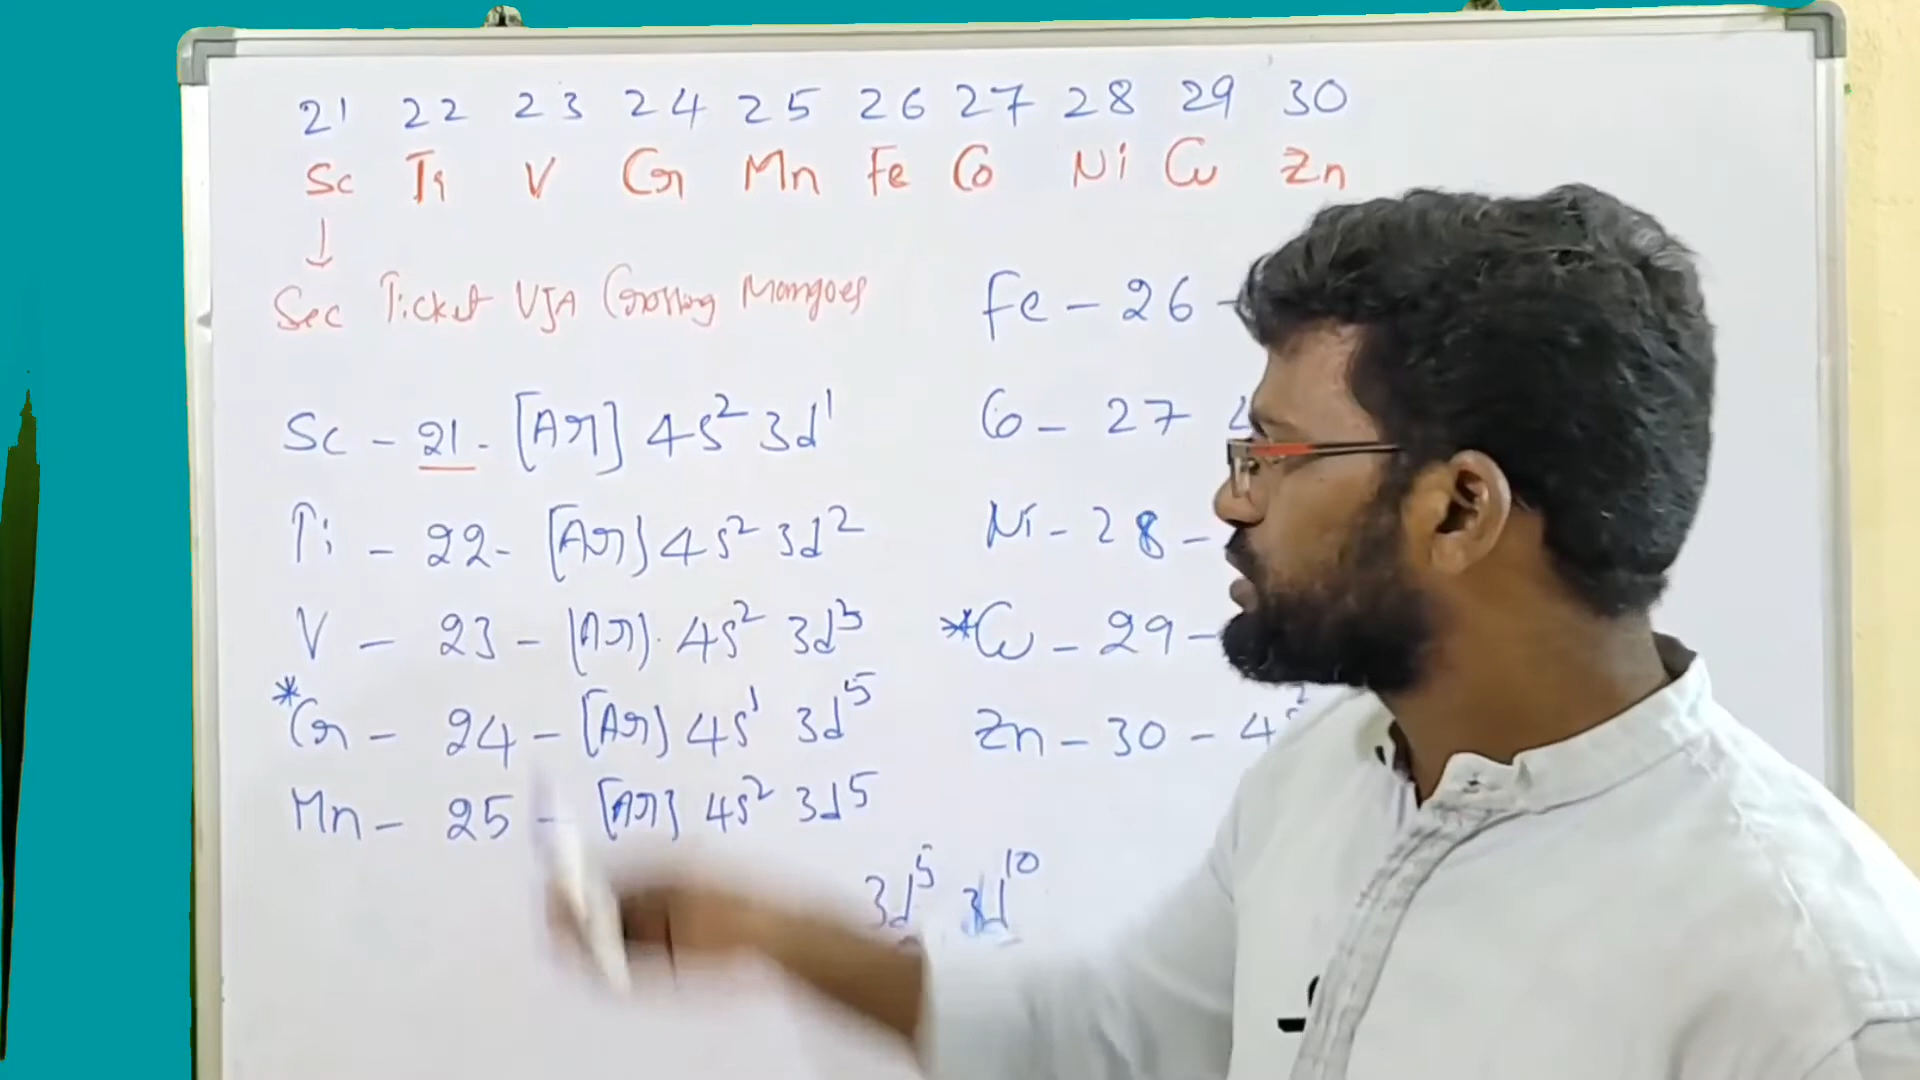 21 22 23 24 25 26 27 28 29 30
Sc Ti V Cr Mn Fe Co Ni Cu Zn
↓
Sec Ticket VJA Crossing Mangoes
Sc - 21 - [Ar] 4s² 3d¹
Ti - 22 - [Ar] 4s² 3d²
V - 23 - [Ar] 4s² 3d³
*Cr - 24 - [Ar] 4s¹ 3d⁵
Mn - 25 - [Ar] 4s² 3d⁵
Fe - 26 -
Co - 27
Ni - 28 -
*Cu - 29 -
Zn - 30 - 4s²
3d⁵ 3d¹⁰